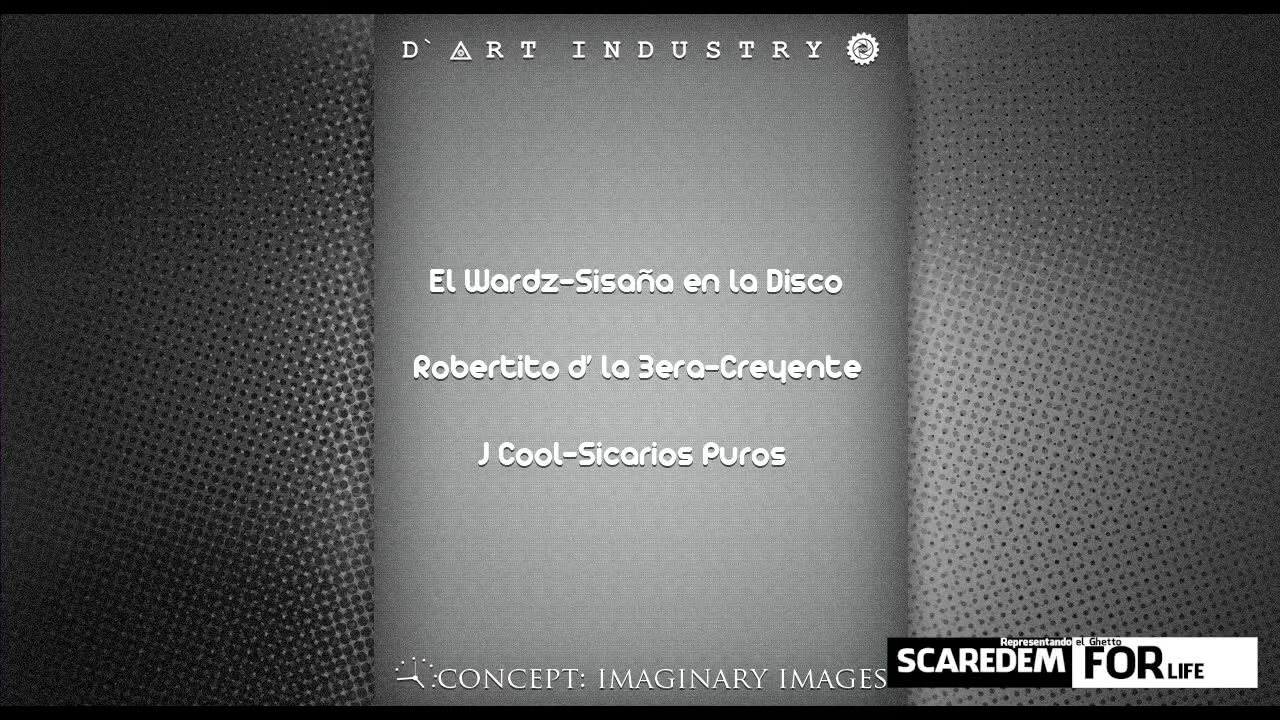 D`ART INDUSTRY
El Wardz-Sisaña en la Disco
Robertito d' la 3era-Creyente
J Cool-Sicarios Puros
.:CONCEPT: IMAGINARY IMAGES
Representando el Ghetto
SCAREDEM FOR LIFE